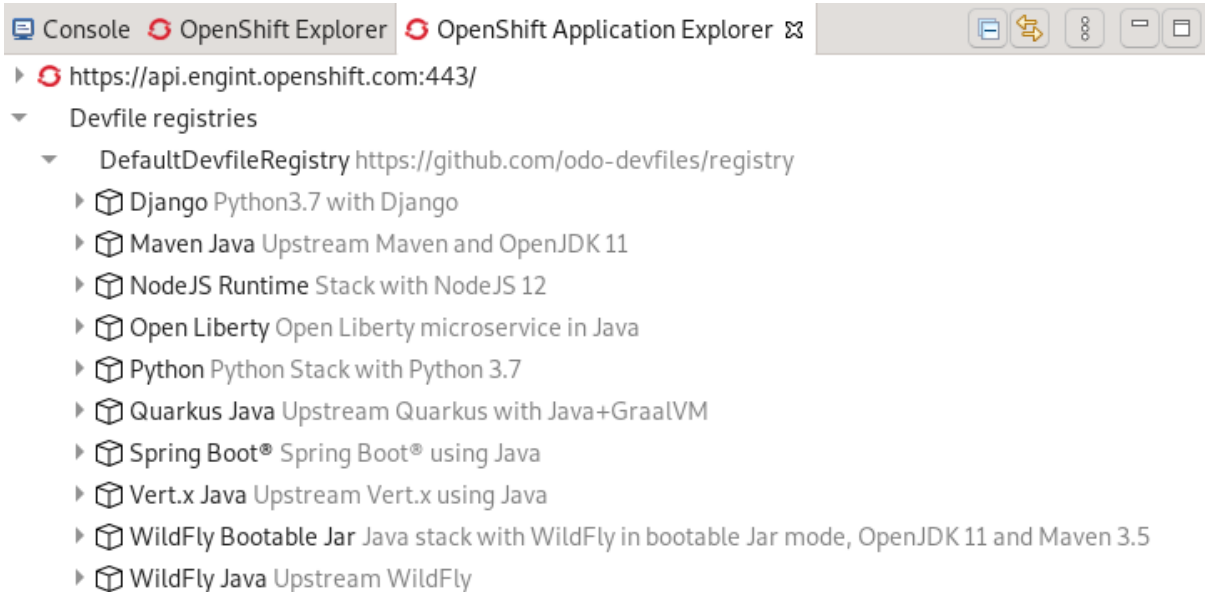 Console OpenShift Explorer OpenShift Application Explorer
https://api.engint.openshift.com:443/
Devfile registries
DefaultDevfileRegistry https://github.com/odo-devfiles/registry
Django Python3.7 with Django
Maven Java Upstream Maven and OpenJDK 11
NodeJS Runtime Stack with NodeJS 12
Open Liberty Open Liberty microservice in Java
Python Python Stack with Python 3.7
Quarkus Java Upstream Quarkus with Java+GraalVM
Spring Boot® Spring Boot® using Java
Vert.x Java Upstream Vert.x using Java
WildFly Bootable Jar Java stack with WildFly in bootable Jar mode, OpenJDK 11 and Maven 3.5
WildFly Java Upstream WildFly